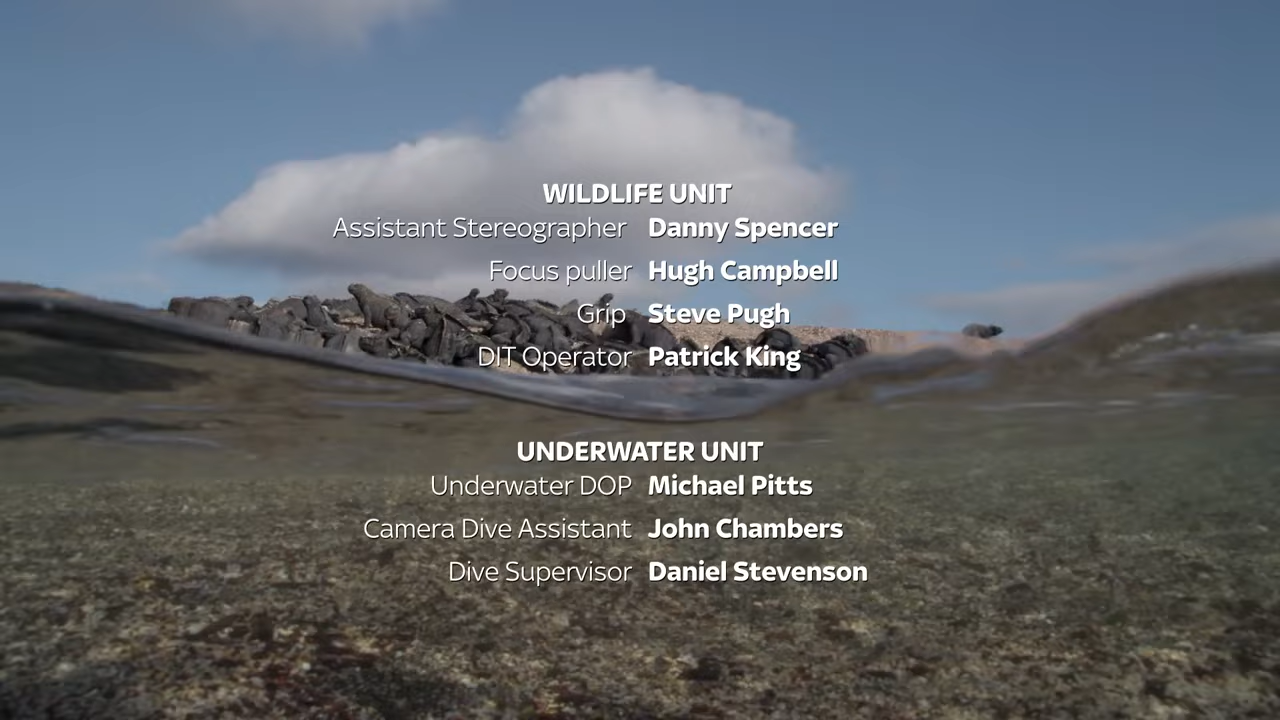 WILDLIFE UNIT
Assistant Stereographer Danny Spencer
Focus puller Hugh Campbell
Grip Steve Pugh
DIT Operator Patrick King
UNDERWATER UNIT
Underwater DOP Michael Pitts
Camera Dive Assistant John Chambers
Dive Supervisor Daniel Stevenson